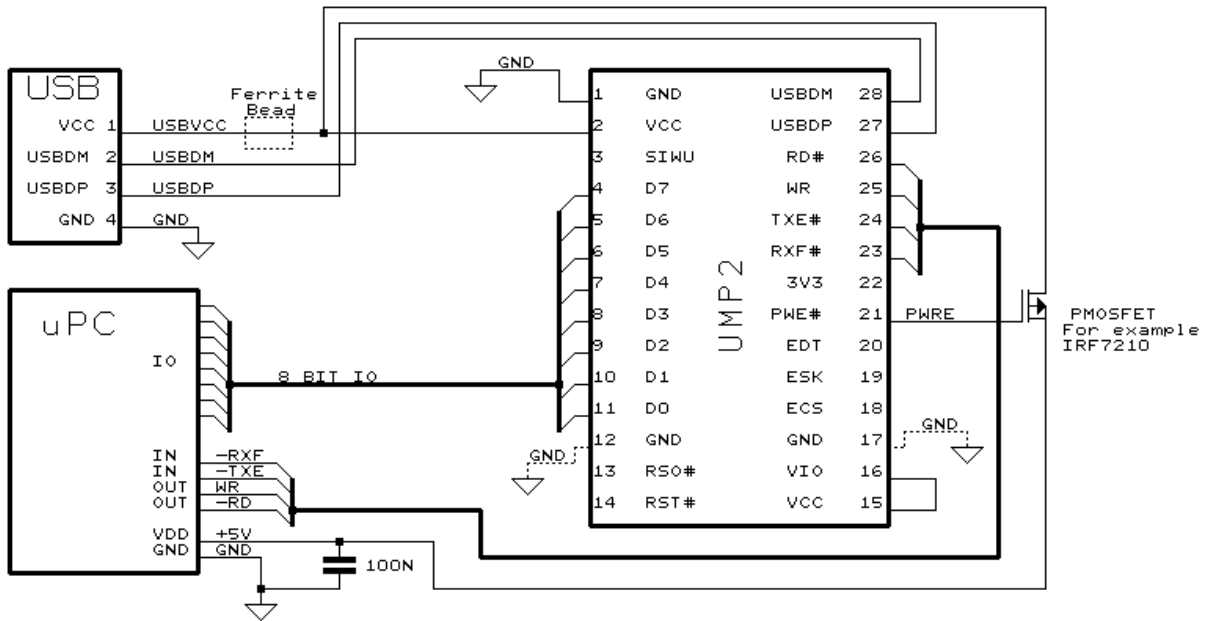 USB
VCC 1 USBVCC
USBDM 2 USBDM
USBDP 3 USBDP
GND 4 GND
Ferrite
Bead
GND
1 GND USBDM 28
2 VCC USBDP 27
3 SIWU RD# 26
4 D7 WR 25
5 D6 TXE# 24
6 D5 RXF# 23
7 D4 3V3 22
8 D3 PWE# 21 PWRE
9 D2 EDT 20
10 D1 ESK 19
11 D0 ECS 18
12 GND GND 17
13 RSO# VIO 16
14 RST# VCC 15
UMP2
GND
GND
PMOSFET
For example
IRF7210
uPC
IO
8 BIT IO
IN -RXF
IN -TXE
OUT WR
OUT -RD
VDD +5V
GND GND
100N